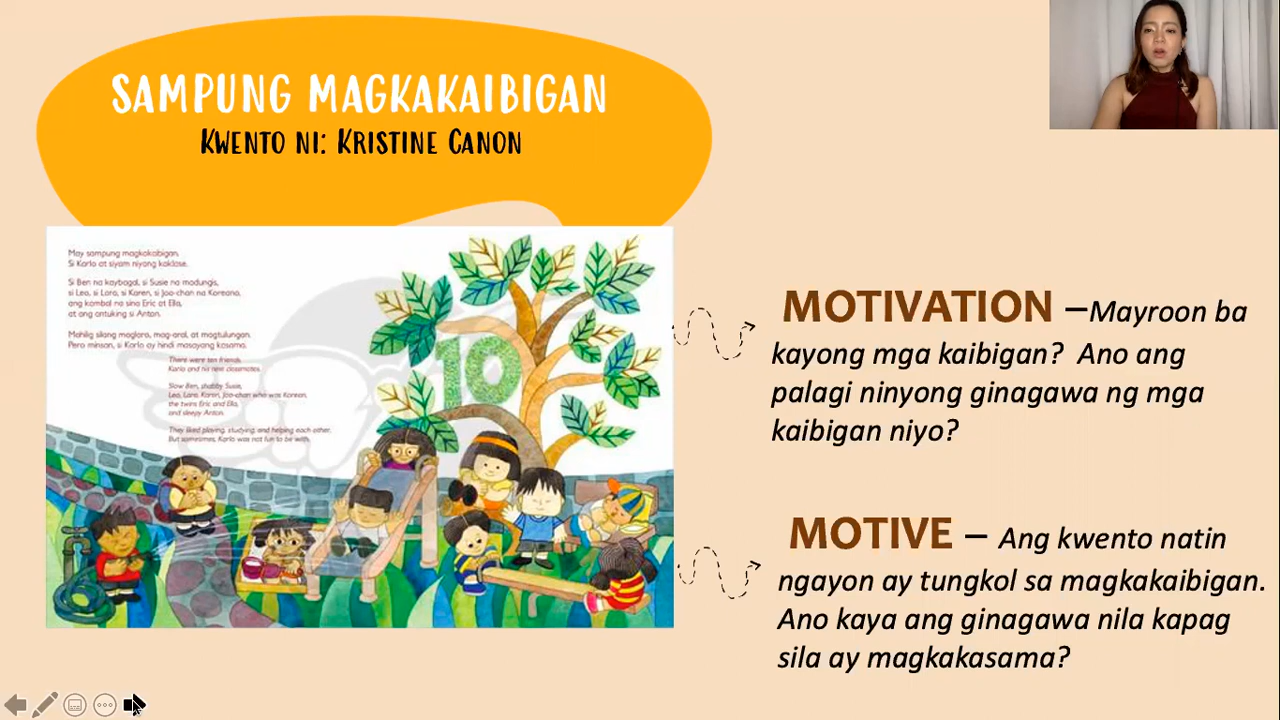 SAMPUNG MAGKAKAIBIGAN
KWENTO NI: KRISTINE CANON
May sampung magkakaibigan.
Si Karlo at siyam niyang kaklase.
Si Ben na kaybagal, si Susie na madungis,
si Leo, si Lara, si Karen, si Joo-chan na Koreano,
ang kambal na sina Eric at Ella,
at ang antuking si Anton.
Mahilig silang maglaro, mag-aral, at magtulungan.
Pero minsan, si Karlo ay hindi masayang kasama.
There were ten friends,
Karlo and his nine classmates.
Slow Ben, shabby Susie,
Leo, Lara, Karen, Joo-chan who was Korean,
the twins Eric and Ella,
and sleepy Anton.
They liked playing, studying, and helping each other.
But sometimes, Karlo was not fun to be with.
10
MOTIVATION –Mayroon ba
kayong mga kaibigan? Ano ang
palagi ninyong ginagawa ng mga
kaibigan niyo?
MOTIVE – Ang kwento natin
ngayon ay tungkol sa magkakaibigan.
Ano kaya ang ginagawa nila kapag
sila ay magkakasama?